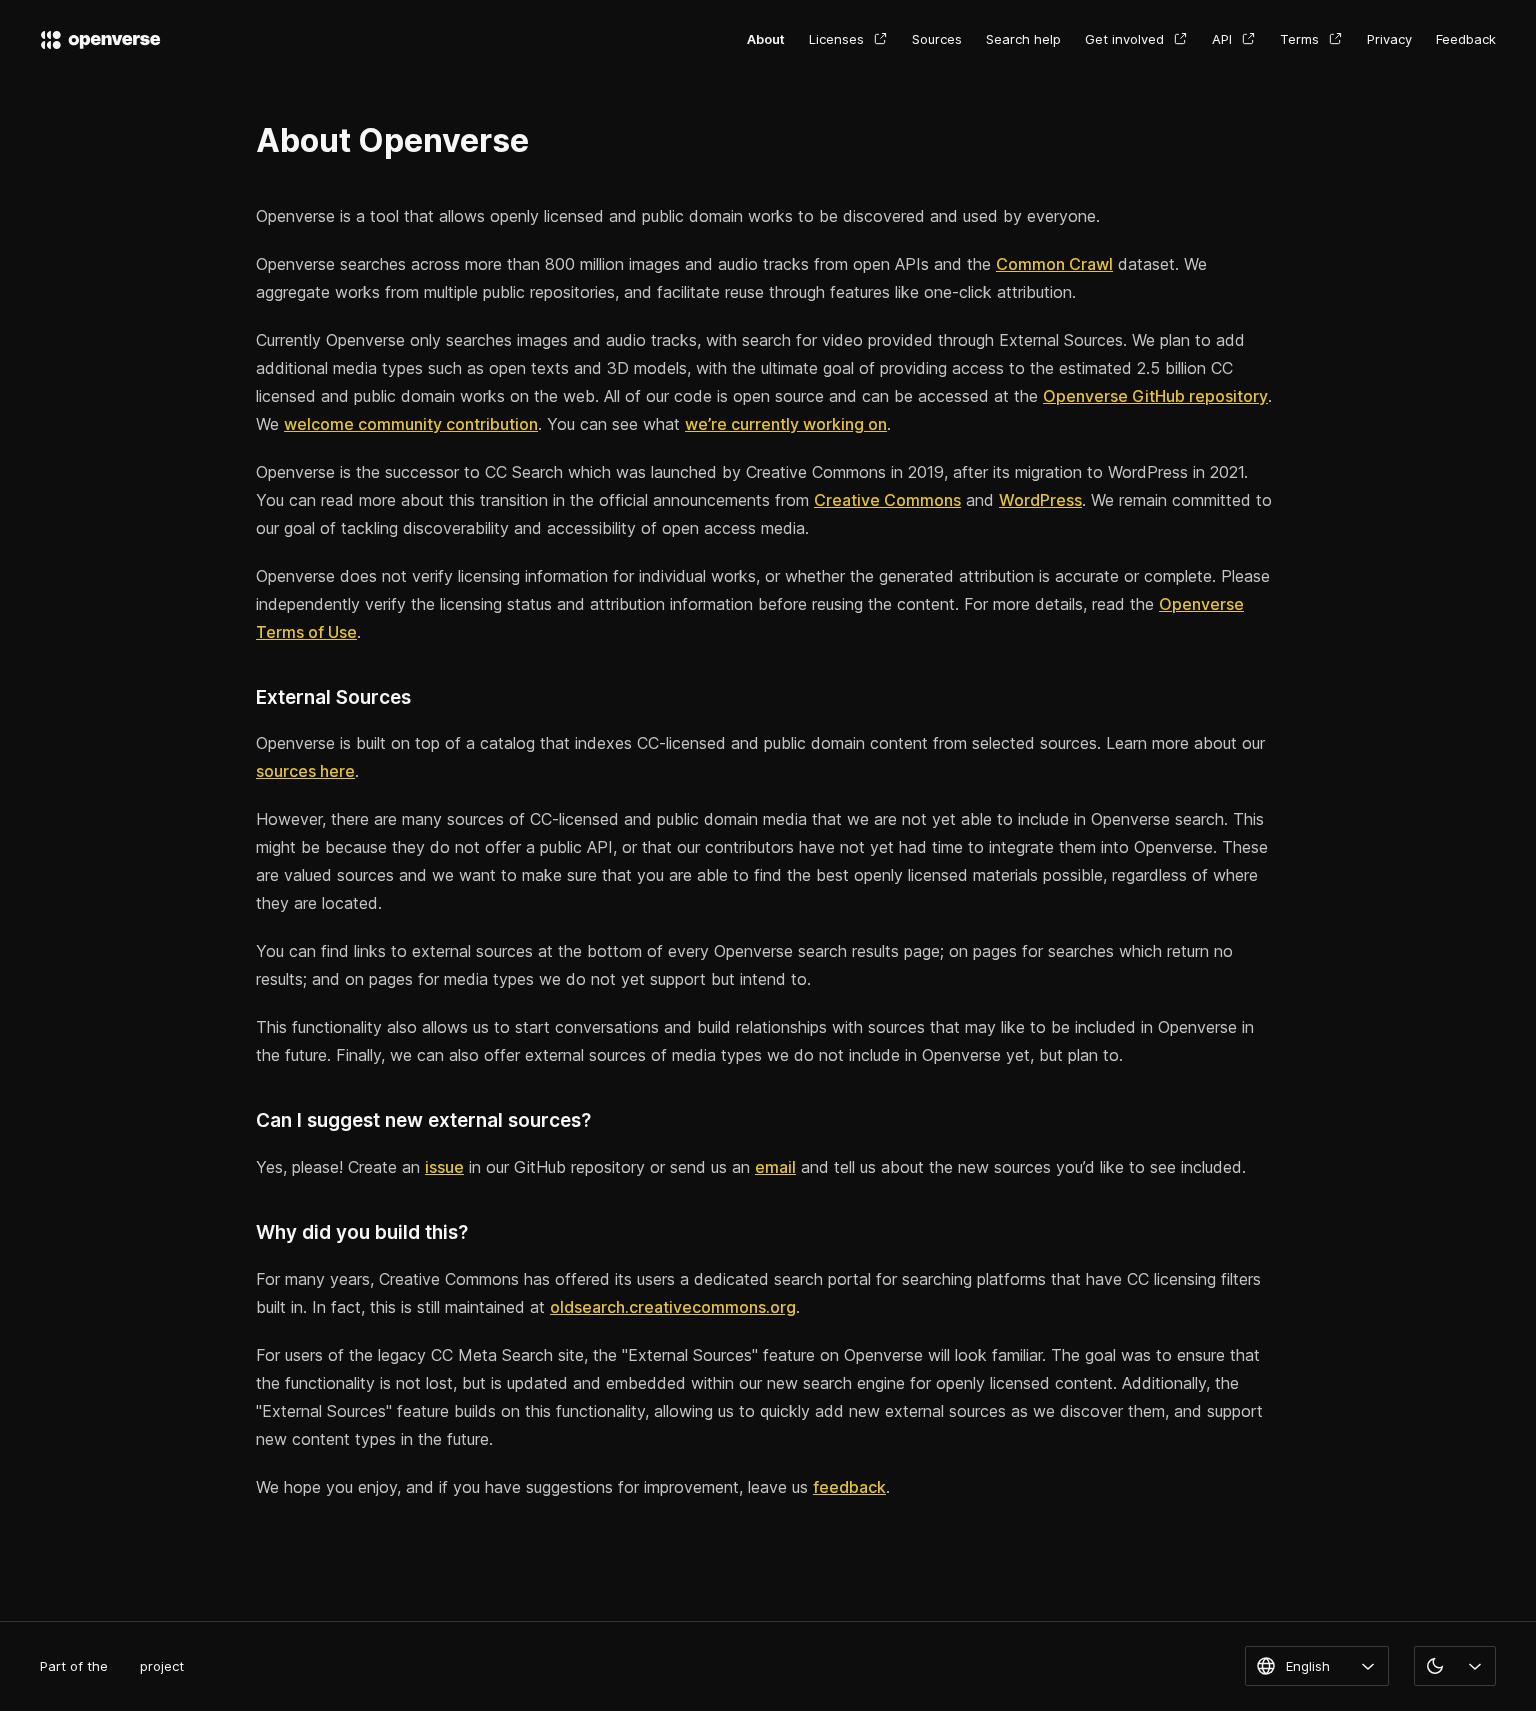 openverse
About Licenses Sources Search help Get involved API Terms Privacy Feedback
About Openverse
Openverse is a tool that allows openly licensed and public domain works to be discovered and used by everyone.
Openverse searches across more than 800 million images and audio tracks from open APIs and the Common Crawl dataset. We
aggregate works from multiple public repositories, and facilitate reuse through features like one-click attribution.
Currently Openverse only searches images and audio tracks, with search for video provided through External Sources. We plan to add
additional media types such as open texts and 3D models, with the ultimate goal of providing access to the estimated 2.5 billion CC
licensed and public domain works on the web. All of our code is open source and can be accessed at the Openverse GitHub repository.
We welcome community contribution. You can see what we’re currently working on.
Openverse is the successor to CC Search which was launched by Creative Commons in 2019, after its migration to WordPress in 2021.
You can read more about this transition in the official announcements from Creative Commons and WordPress. We remain committed to
our goal of tackling discoverability and accessibility of open access media.
Openverse does not verify licensing information for individual works, or whether the generated attribution is accurate or complete. Please
independently verify the licensing status and attribution information before reusing the content. For more details, read the Openverse
Terms of Use.
External Sources
Openverse is built on top of a catalog that indexes CC-licensed and public domain content from selected sources. Learn more about our
sources here.
However, there are many sources of CC-licensed and public domain media that we are not yet able to include in Openverse search. This
might be because they do not offer a public API, or that our contributors have not yet had time to integrate them into Openverse. These
are valued sources and we want to make sure that you are able to find the best openly licensed materials possible, regardless of where
they are located.
You can find links to external sources at the bottom of every Openverse search results page; on pages for searches which return no
results; and on pages for media types we do not yet support but intend to.
This functionality also allows us to start conversations and build relationships with sources that may like to be included in Openverse in
the future. Finally, we can also offer external sources of media types we do not include in Openverse yet, but plan to.
Can I suggest new external sources?
Yes, please! Create an issue in our GitHub repository or send us an email and tell us about the new sources you’d like to see included.
Why did you build this?
For many years, Creative Commons has offered its users a dedicated search portal for searching platforms that have CC licensing filters
built in. In fact, this is still maintained at oldsearch.creativecommons.org.
For users of the legacy CC Meta Search site, the "External Sources" feature on Openverse will look familiar. The goal was to ensure that
the functionality is not lost, but is updated and embedded within our new search engine for openly licensed content. Additionally, the
"External Sources" feature builds on this functionality, allowing us to quickly add new external sources as we discover them, and support
new content types in the future.
We hope you enjoy, and if you have suggestions for improvement, leave us feedback.
Part of the project
English